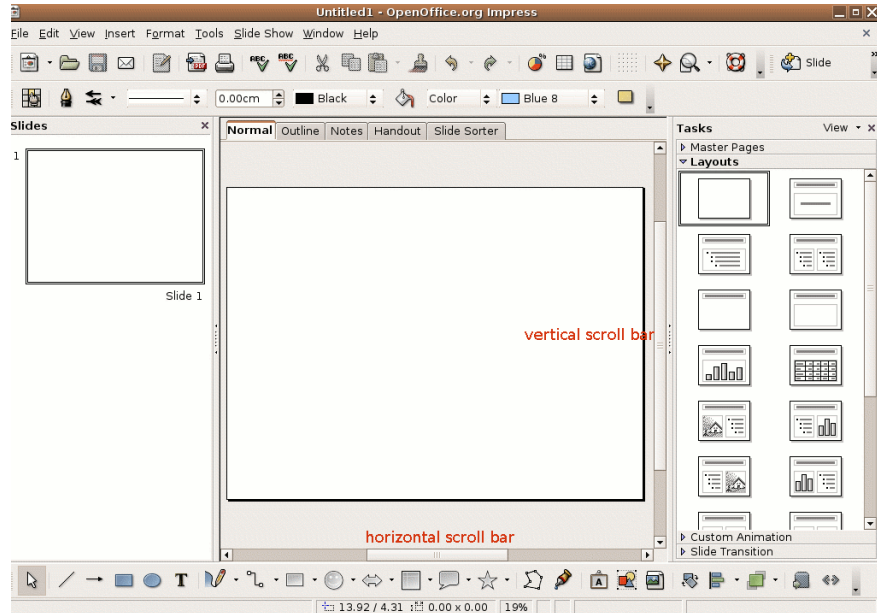 Untitled1 - OpenOffice.org Impress
File Edit View Insert Format Tools Slide Show Window Help
ABC ABC Slide
0.00cm Black Color Blue 8
Slides
Normal Outline Notes Handout Slide Sorter
Tasks View
1
Master Pages
Layouts
Slide 1
vertical scroll bar
horizontal scroll bar
Custom Animation
Slide Transition
T A
13.92 / 4.31 0.00 x 0.00 19%